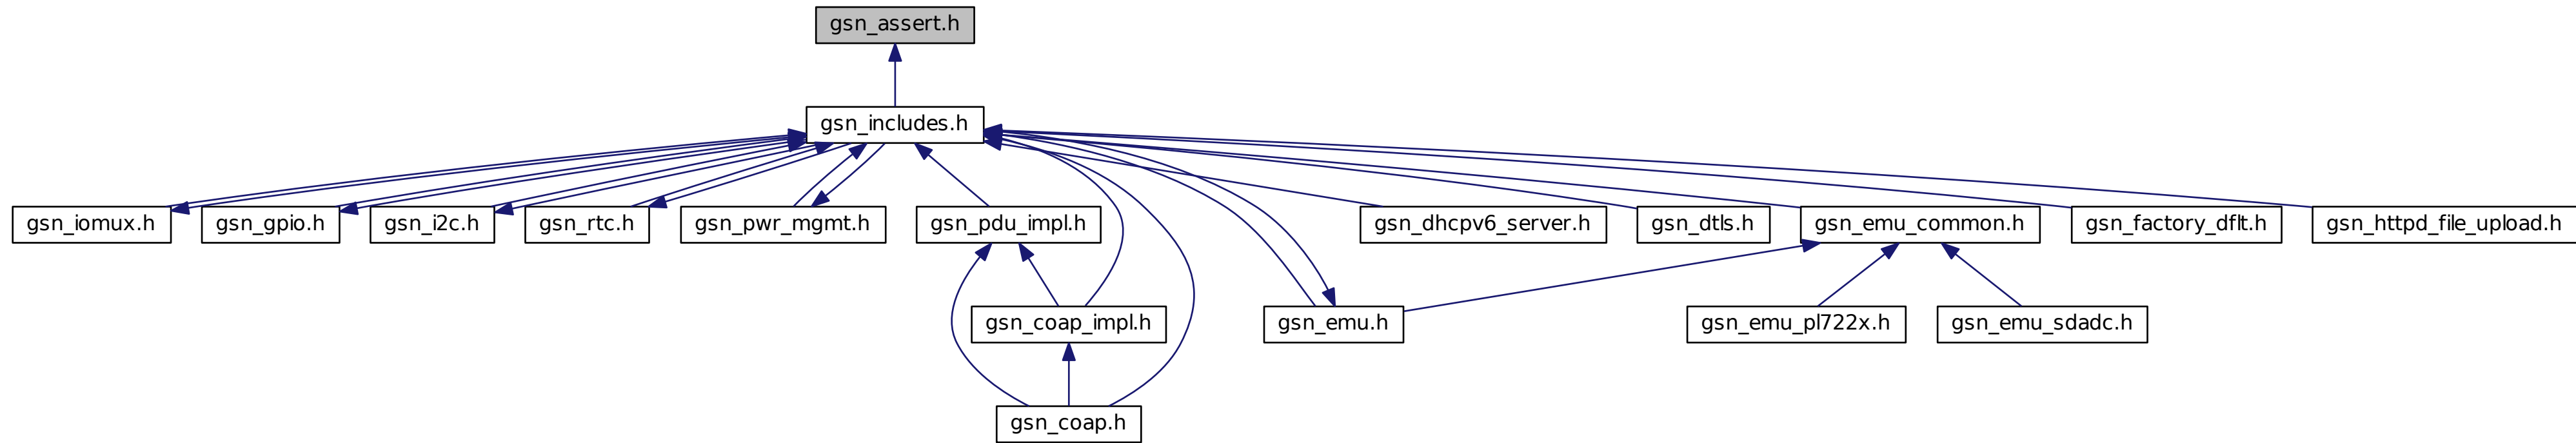 gsn_assert.h
gsn_includes.h
gsn_iomux.h
gsn_gpio.h
gsn_i2c.h
gsn_rtc.h
gsn_pwr_mgmt.h
gsn_pdu_impl.h
gsn_dhcpv6_server.h
gsn_dtls.h
gsn_emu_common.h
gsn_factory_dflt.h
gsn_httpd_file_upload.h
gsn_coap_impl.h
gsn_emu.h
gsn_emu_pl722x.h
gsn_emu_sdadc.h
gsn_coap.h